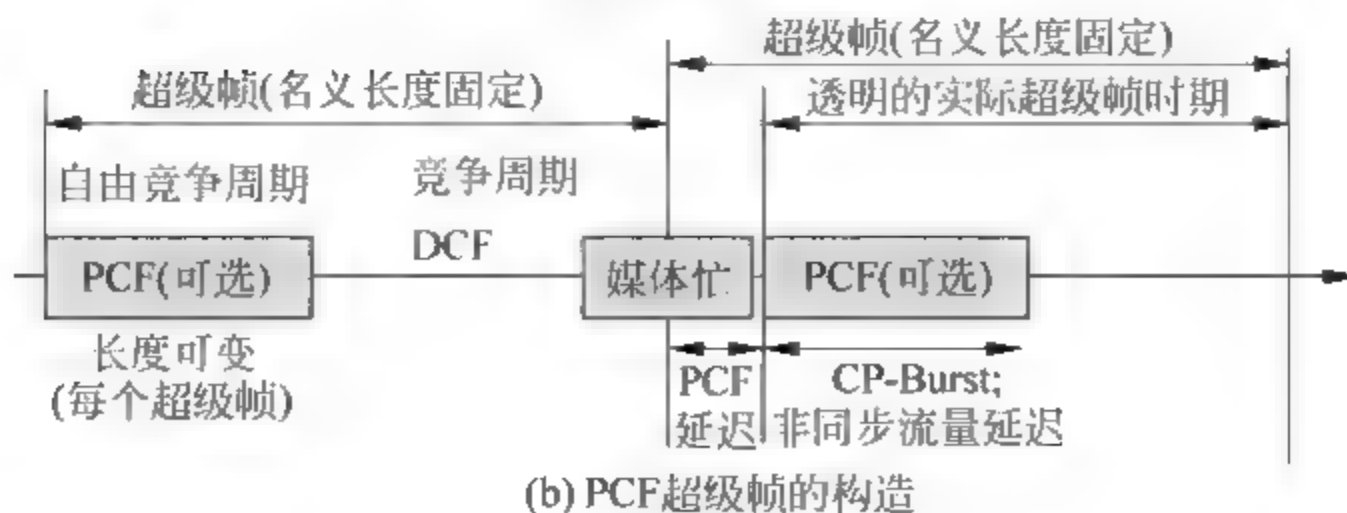 超级帧(名义长度固定)
超级帧(名义长度固定)
透明的实际超级帧时期
自由竞争周期
竞争周期
DCF
PCF(可选)
媒体忙
PCF(可选)
长度可变
(每个超级帧)
PCF
延迟
CP-Burst;
非同步流量延迟
(b) PCF超级帧的构造